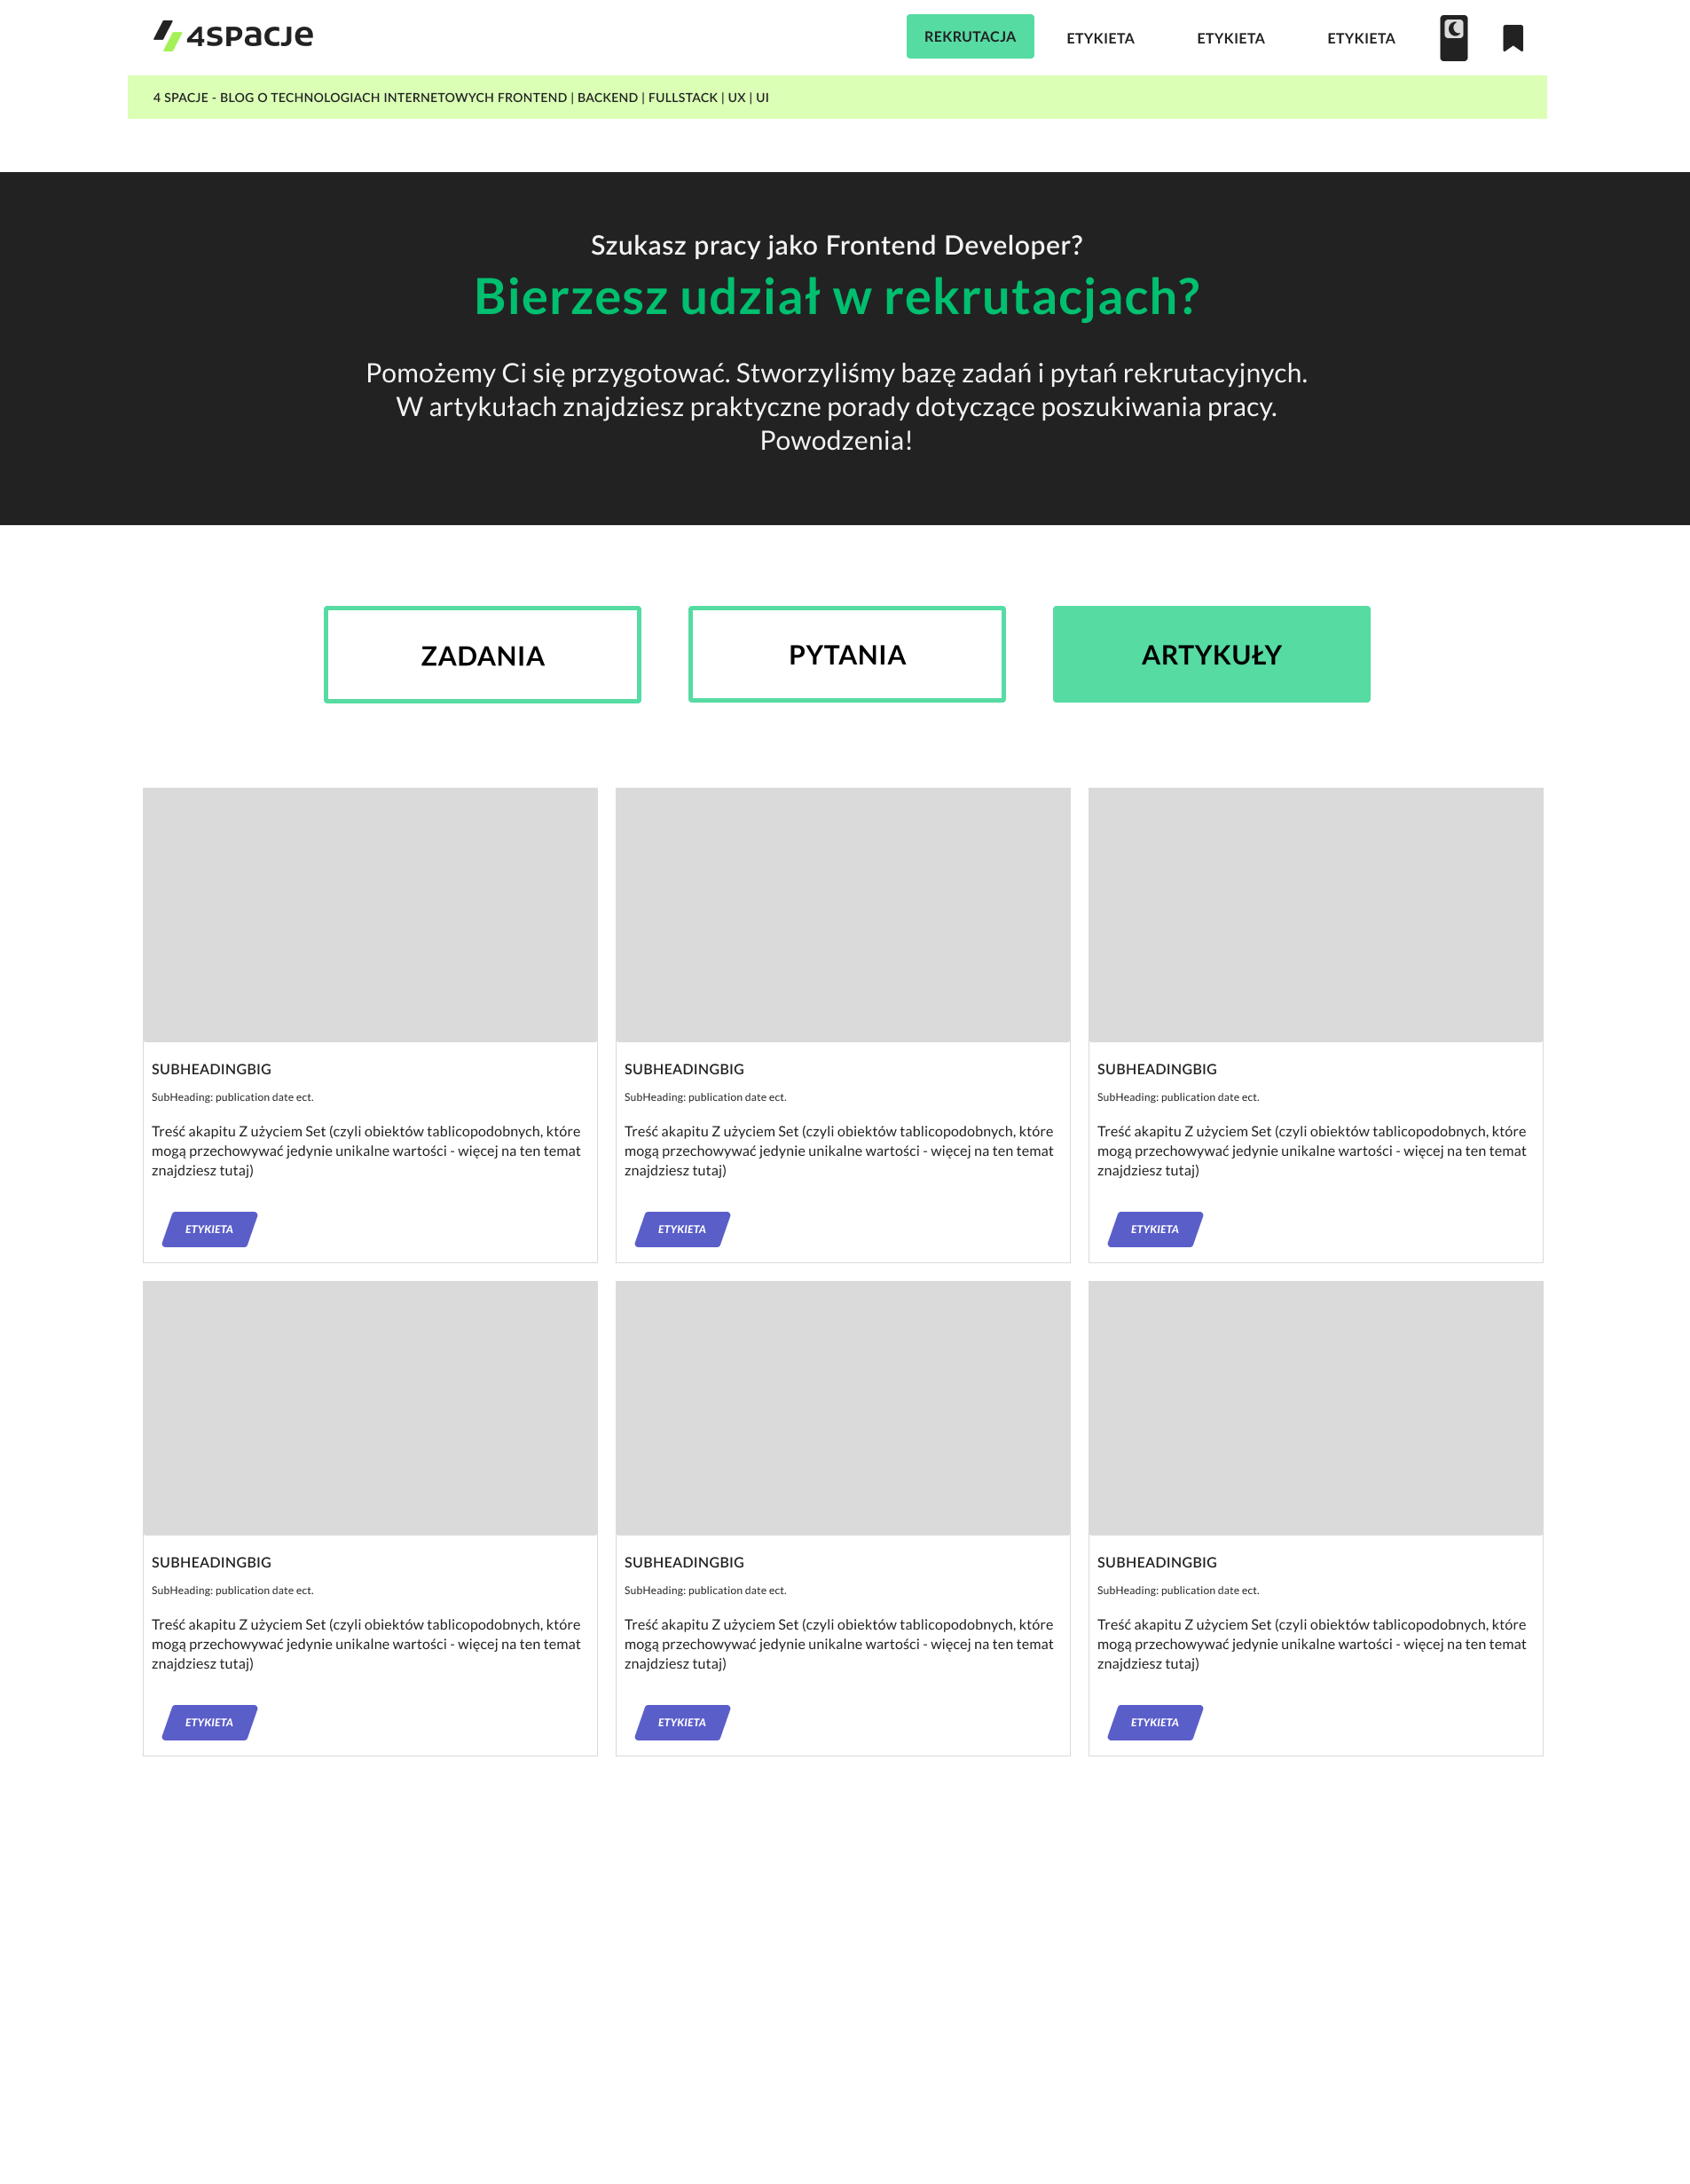 4spacje
REKRUTACJA
ETYKIETA
ETYKIETA
ETYKIETA
4 SPACJE - BLOG O TECHNOLOGIACH INTERNETOWYCH FRONTEND | BACKEND | FULLSTACK | UX | UI
Szukasz pracy jako Frontend Developer?
Bierzesz udział w rekrutacjach?
Pomożemy Ci się przygotować. Stworzyliśmy bazę zadań i pytań rekrutacyjnych.
W artykułach znajdziesz praktyczne porady dotyczące poszukiwania pracy.
Powodzenia!
ZADANIA
PYTANIA
ARTYKUŁY
SUBHEADINGBIG
SubHeading: publication date ect.
Treść akapitu Z użyciem Set (czyli obiektów tablicopodobnych, które
mogą przechowywać jedynie unikalne wartości - więcej na ten temat
znajdziesz tutaj)
ETYKIETA
SUBHEADINGBIG
SubHeading: publication date ect.
Treść akapitu Z użyciem Set (czyli obiektów tablicopodobnych, które
mogą przechowywać jedynie unikalne wartości - więcej na ten temat
znajdziesz tutaj)
ETYKIETA
SUBHEADINGBIG
SubHeading: publication date ect.
Treść akapitu Z użyciem Set (czyli obiektów tablicopodobnych, które
mogą przechowywać jedynie unikalne wartości - więcej na ten temat
znajdziesz tutaj)
ETYKIETA
SUBHEADINGBIG
SubHeading: publication date ect.
Treść akapitu Z użyciem Set (czyli obiektów tablicopodobnych, które
mogą przechowywać jedynie unikalne wartości - więcej na ten temat
znajdziesz tutaj)
ETYKIETA
SUBHEADINGBIG
SubHeading: publication date ect.
Treść akapitu Z użyciem Set (czyli obiektów tablicopodobnych, które
mogą przechowywać jedynie unikalne wartości - więcej na ten temat
znajdziesz tutaj)
ETYKIETA
SUBHEADINGBIG
SubHeading: publication date ect.
Treść akapitu Z użyciem Set (czyli obiektów tablicopodobnych, które
mogą przechowywać jedynie unikalne wartości - więcej na ten temat
znajdziesz tutaj)
ETYKIETA